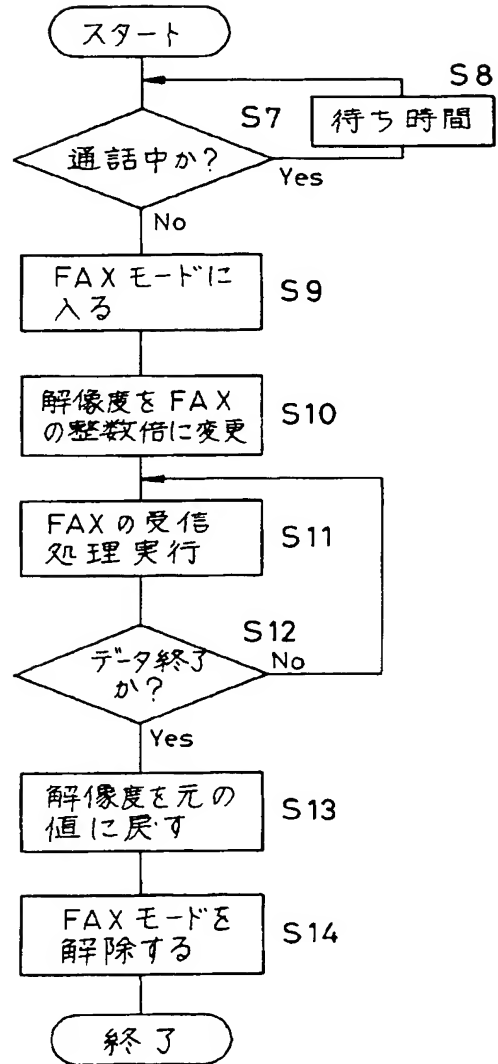 スタート
S8
S7
待ち時間
通話中か?
Yes
No
FAXモードに
入る
S9
解像度をFAX
の整数倍に変更
S10
FAXの受信
処理実行
S11
S12
データ終了
か?
No
Yes
解像度を元の
値に戻す
S13
FAXモードを
解除する
S14
終了